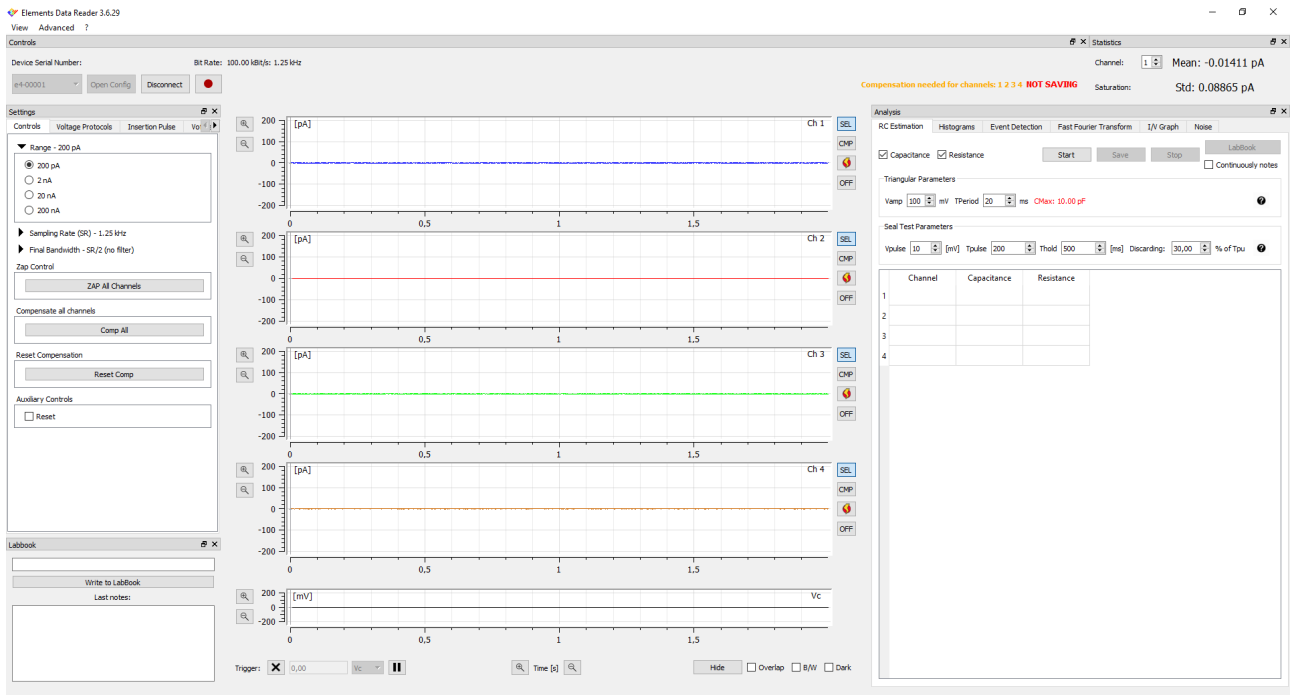 Elements Data Reader 3.6.29
View Advanced ?
Controls
Statistics
Device Serial Number:
Bit Rate: 100.00 kBit/s: 1.25 kHz
e4-00001
Open Config
Disconnect
Compensation needed for channels: 1 2 3 4 NOT SAVING
Channel: 1 Mean: -0.01411 pA
Saturation: Std: 0.08865 pA
Settings
Controls Voltage Protocols Insertion Pulse Vo
Range - 200 pA
200 pA
2 nA
20 nA
200 nA
Sampling Rate (SR) - 1.25 kHz
Final Bandwidth - SR/2 (no filter)
Zap Control
ZAP All Channels
Compensate all channels
Comp All
Reset Compensation
Reset Comp
Auxiliary Controls
Reset
Labbook
Write to LabBook
Last notes:
200 [pA] Ch 1 SEL
100 CMP
0
-100 OFF
-200
0 0,5 1 1,5
200 [pA] Ch 2 SEL
100 CMP
0
-100 OFF
-200
0 0,5 1 1,5
200 [pA] Ch 3 SEL
100 CMP
0
-100 OFF
-200
0 0,5 1 1,5
200 [pA] Ch 4 SEL
100 CMP
0
-100 OFF
-200
0 0,5 1 1,5
200 [mV] Vc
0
-200
0 0,5 1 1,5
Trigger: 0,00 Vc Time [s] Hide Overlap B/W Dark
Analysis
RC Estimation Histograms Event Detection Fast Fourier Transform I/V Graph Noise
Capacitance Resistance Start Save Stop LabBook
Continuously notes
Triangular Parameters
Vamp 100 mV TPeriod 20 ms CMax: 10.00 pF
Seal Test Parameters
Vpulse 10 [mV] Tpulse 200 Thold 500 [ms] Discarding: 30,00 % of Tpu
Channel Capacitance Resistance
1
2
3
4